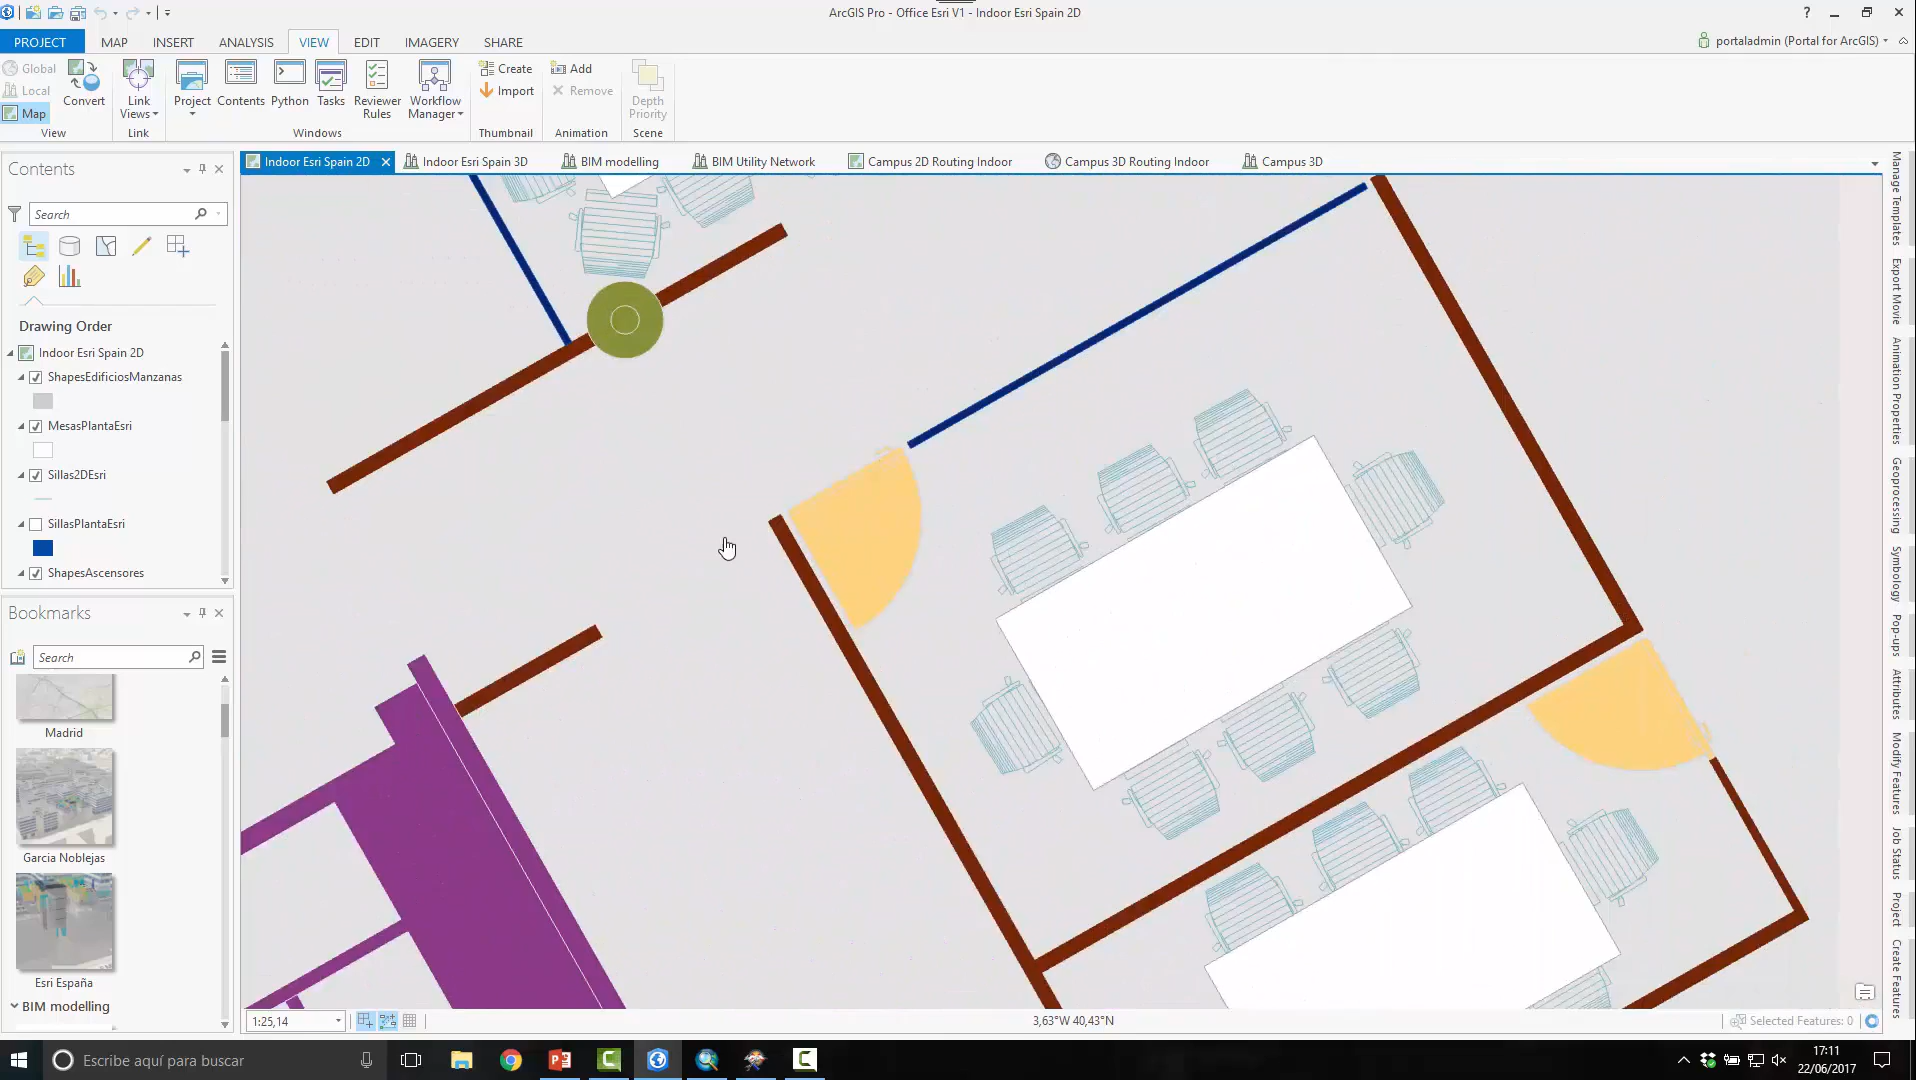 ArcGIS Pro - Office Esri V1 - Indoor Esri Spain 2D
?
PROJECT MAP INSERT ANALYSIS VIEW EDIT IMAGERY SHARE
portaladmin (Portal for ArcGIS)
Global
Local
Map
Convert
View
Link Views
Link
Project
Contents
Python
Tasks
Reviewer Rules
Workflow Manager
Windows
Create
Import
Thumbnail
Add
Remove
Animation
Depth Priority
Scene
Contents
Indoor Esri Spain 2D
Indoor Esri Spain 3D
BIM modelling
BIM Utility Network
Campus 2D Routing Indoor
Campus 3D Routing Indoor
Campus 3D
Search
Drawing Order
Indoor Esri Spain 2D
ShapesEdificiosManzanas
MesasPlantaEsri
Sillas2DEsri
SillasPlantaEsri
ShapesAscensores
Bookmarks
Search
Madrid
Garcia Noblejas
Esri España
BIM modelling
Manage Templates
Export Movie
Animation Properties
Geoprocessing
Symbology
Pop-ups
Attributes
Modify Features
Job Status
Project
Create Features
1:25,14
3,63°W 40,43°N
Selected Features: 0
Escribe aquí para buscar
17:11
22/06/2017